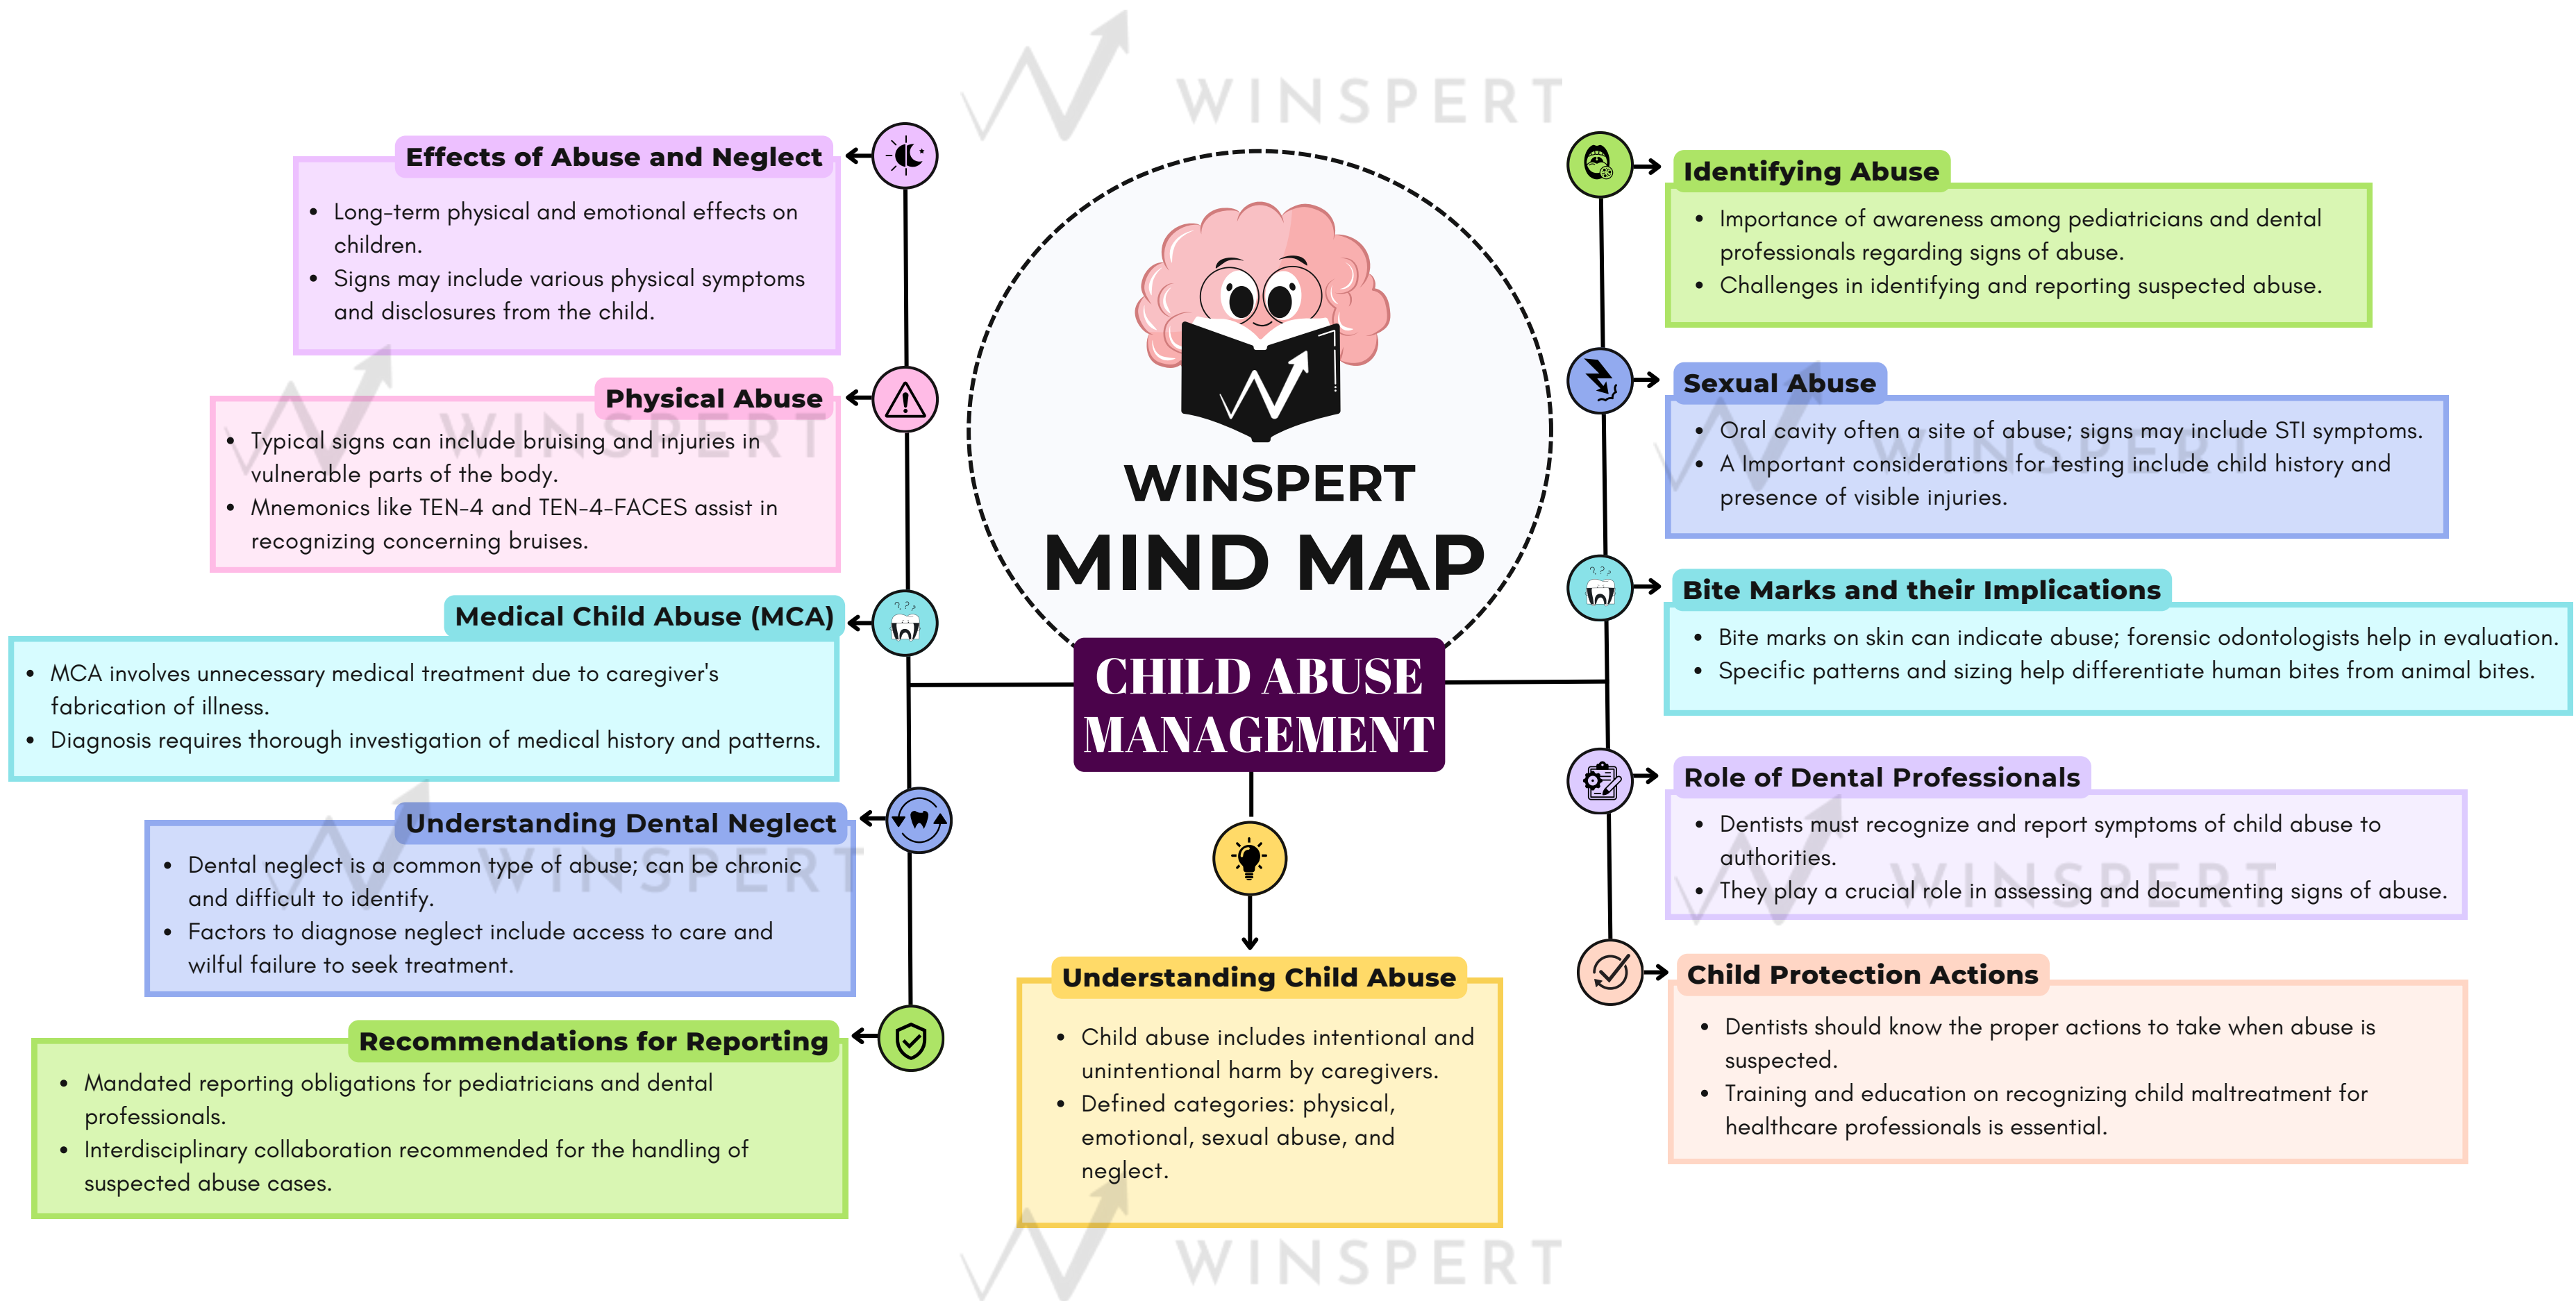 WINSPERT
WINSPERT
MIND MAP
CHILD ABUSE
MANAGEMENT
Effects of Abuse and Neglect
• Long-term physical and emotional effects on
children.
• Signs may include various physical symptoms
and disclosures from the child.
Physical Abuse
WINSPERT
• Typical signs can include bruising and injuries in
vulnerable parts of the body.
• Mnemonics like TEN-4 and TEN-4-FACES assist in
recognizing concerning bruises.
Medical Child Abuse (MCA)
• MCA involves unnecessary medical treatment due to caregiver's
fabrication of illness.
• Diagnosis requires thorough investigation of medical history and patterns.
Understanding Dental Neglect
WINSPERT
• Dental neglect is a common type of abuse; can be chronic
and difficult to identify.
• Factors to diagnose neglect include access to care and
wilful failure to seek treatment.
Recommendations for Reporting
• Mandated reporting obligations for pediatricians and dental
professionals.
• Interdisciplinary collaboration recommended for the handling of
suspected abuse cases.
Understanding Child Abuse
• Child abuse includes intentional and
unintentional harm by caregivers.
• Defined categories: physical,
emotional, sexual abuse, and
neglect.
WINSPERT
Identifying Abuse
• Importance of awareness among pediatricians and dental
professionals regarding signs of abuse.
• Challenges in identifying and reporting suspected abuse.
Sexual Abuse
• Oral cavity often a site of abuse; signs may include STI symptoms.
WINSPERT
• A Important considerations for testing include child history and
presence of visible injuries.
Bite Marks and their Implications
• Bite marks on skin can indicate abuse; forensic odontologists help in evaluation.
• Specific patterns and sizing help differentiate human bites from animal bites.
Role of Dental Professionals
• Dentists must recognize and report symptoms of child abuse to
authorities.
• They play a crucial role in assessing and documenting signs of abuse.
WINSPERT
Child Protection Actions
• Dentists should know the proper actions to take when abuse is
suspected.
• Training and education on recognizing child maltreatment for
healthcare professionals is essential.